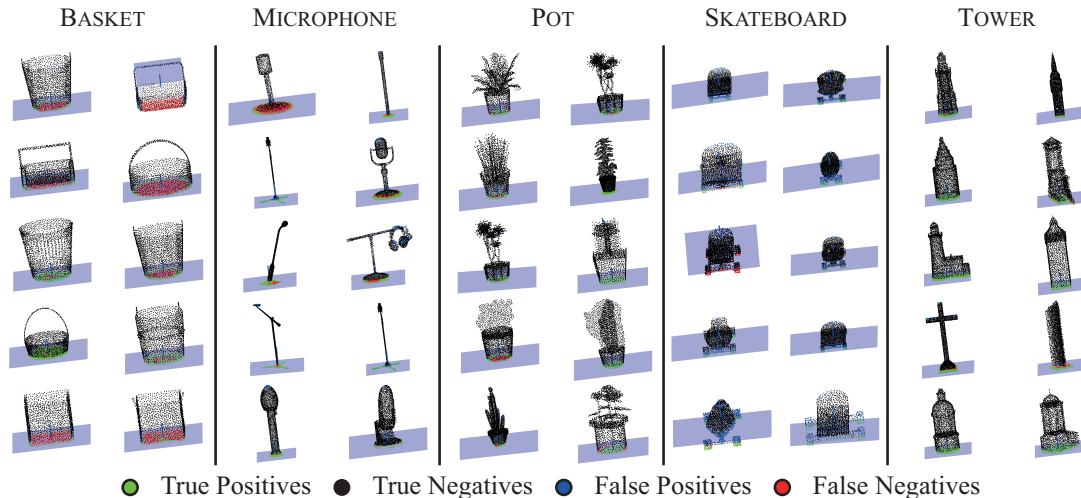 BASKET MICROPHONE POT SKATEBOARD TOWER
True Positives True Negatives False Positives False Negatives